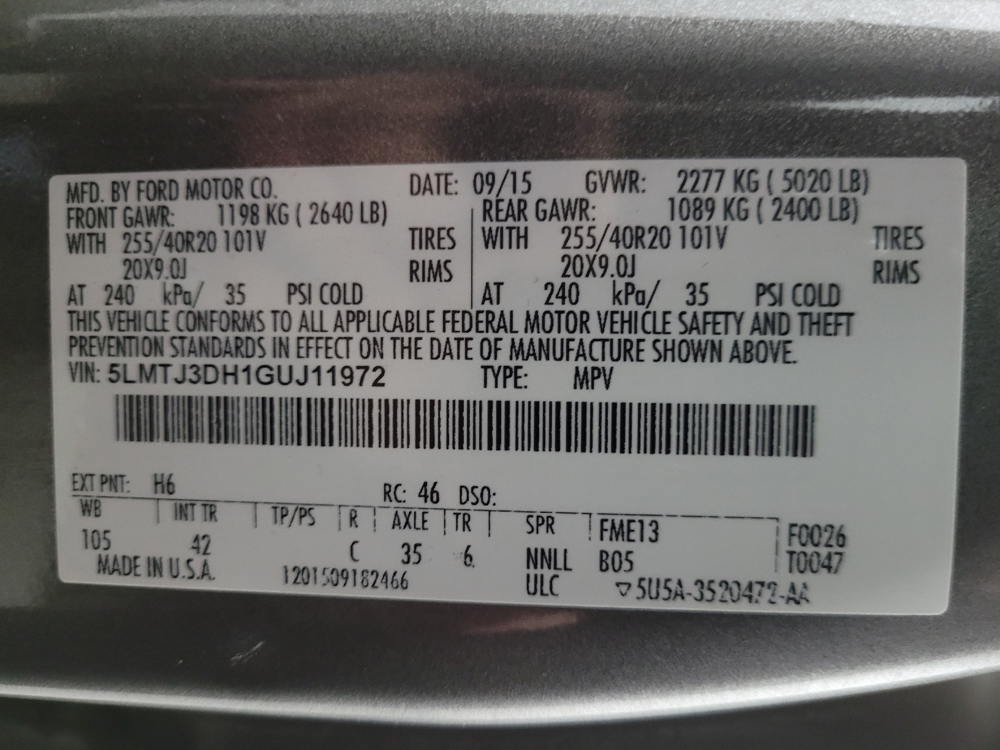 MFD. BY FORD MOTOR CO. DATE: 09/15 GVWR: 2277 KG ( 5020 LB)
FRONT GAWR: 1198 KG ( 2640 LB) REAR GAWR: 1089 KG ( 2400 LB)
WITH 255/40R20 101V TIRES WITH 255/40R20 101V TIRES
20X9.0J RIMS 20X9.0J RIMS
AT 240 kPa/ 35 PSI COLD AT 240 kPa/ 35 PSI COLD
THIS VEHICLE CONFORMS TO ALL APPLICABLE FEDERAL MOTOR VEHICLE SAFETY AND THEFT
PREVENTION STANDARDS IN EFFECT ON THE DATE OF MANUFACTURE SHOWN ABOVE.
VIN: 5LMTJ3DH1GUJ11972 TYPE: MPV
EXT PNT: H6 RC: 46 DSO:
WB INT TR TP/PS R AXLE TR SPR FME13 F0026
105 42 C 35 6 NNLL B05 T0047
MADE IN U.S.A. 1201509182466 ULC ▽5U5A-3520472-AA